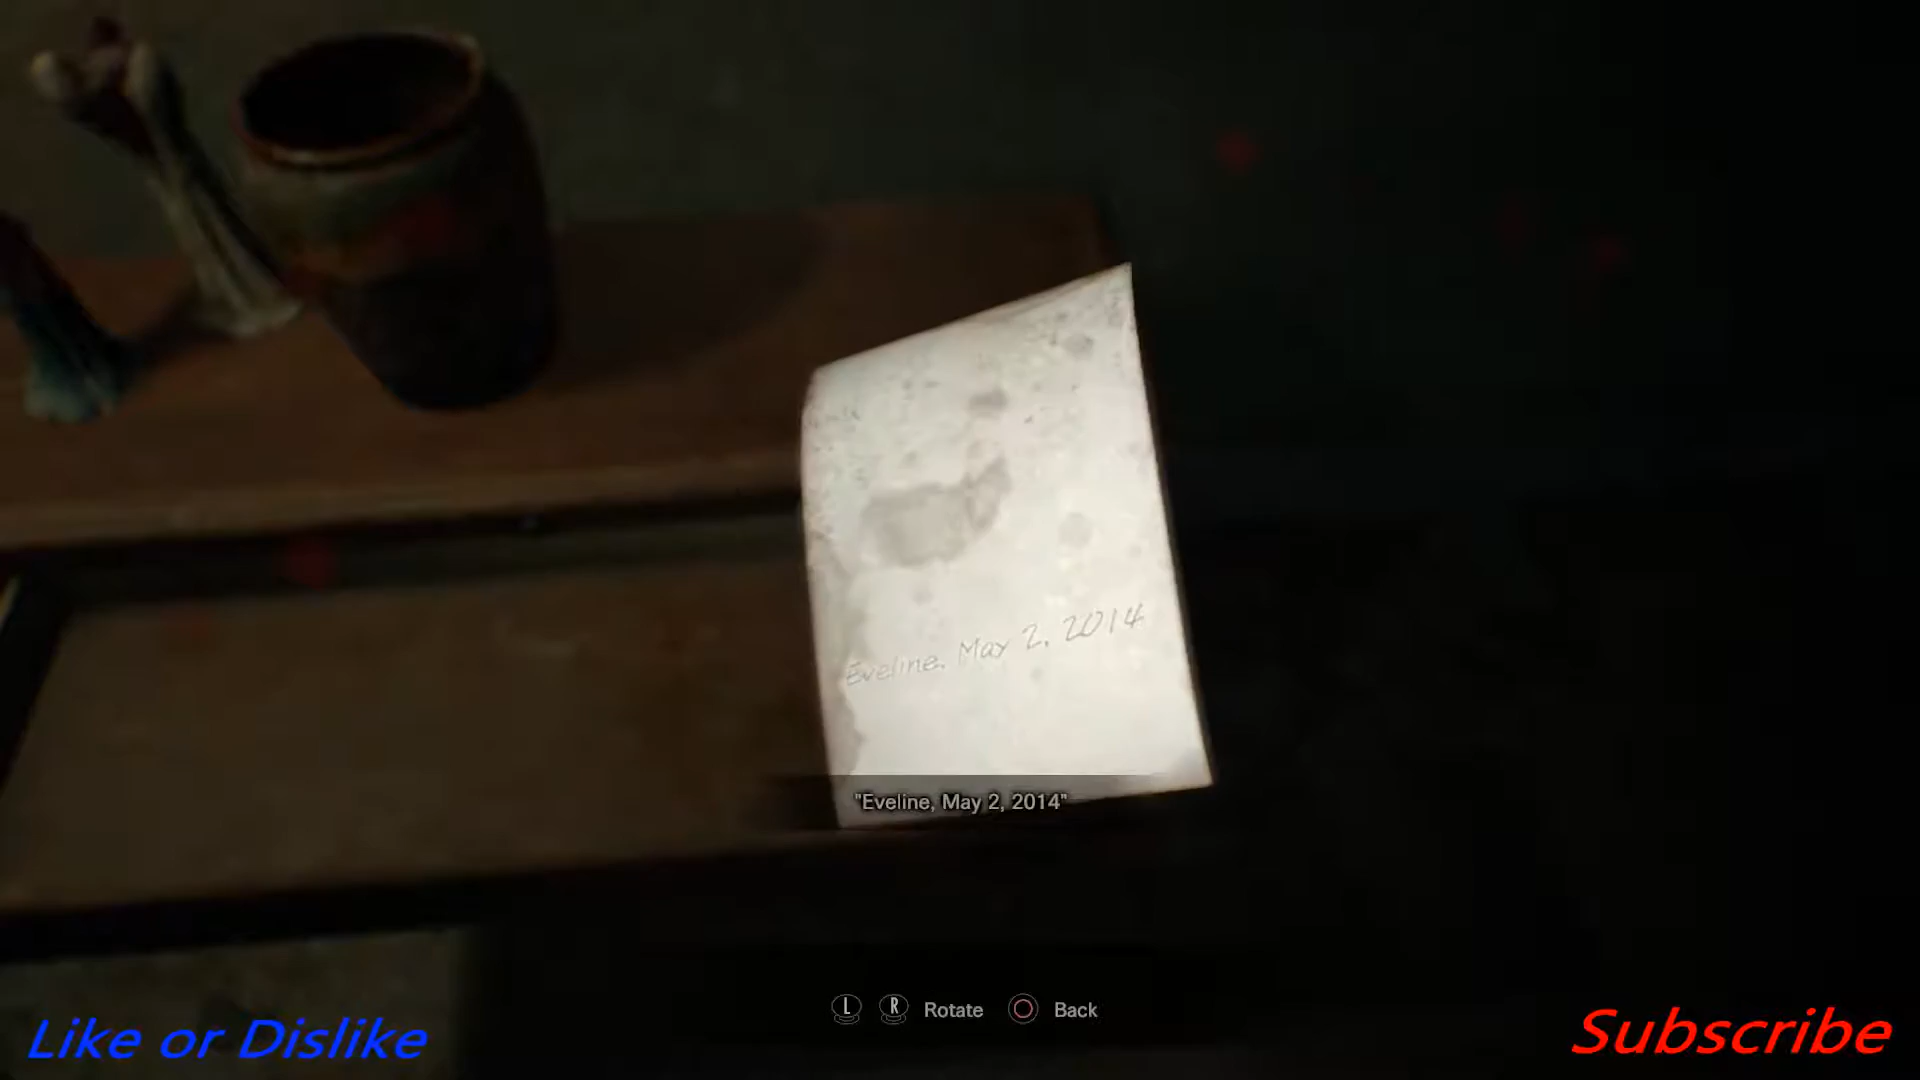 Eveline, May 2, 2014
"Eveline, May 2, 2014"
L R Rotate Back
Like or Dislike
Subscribe